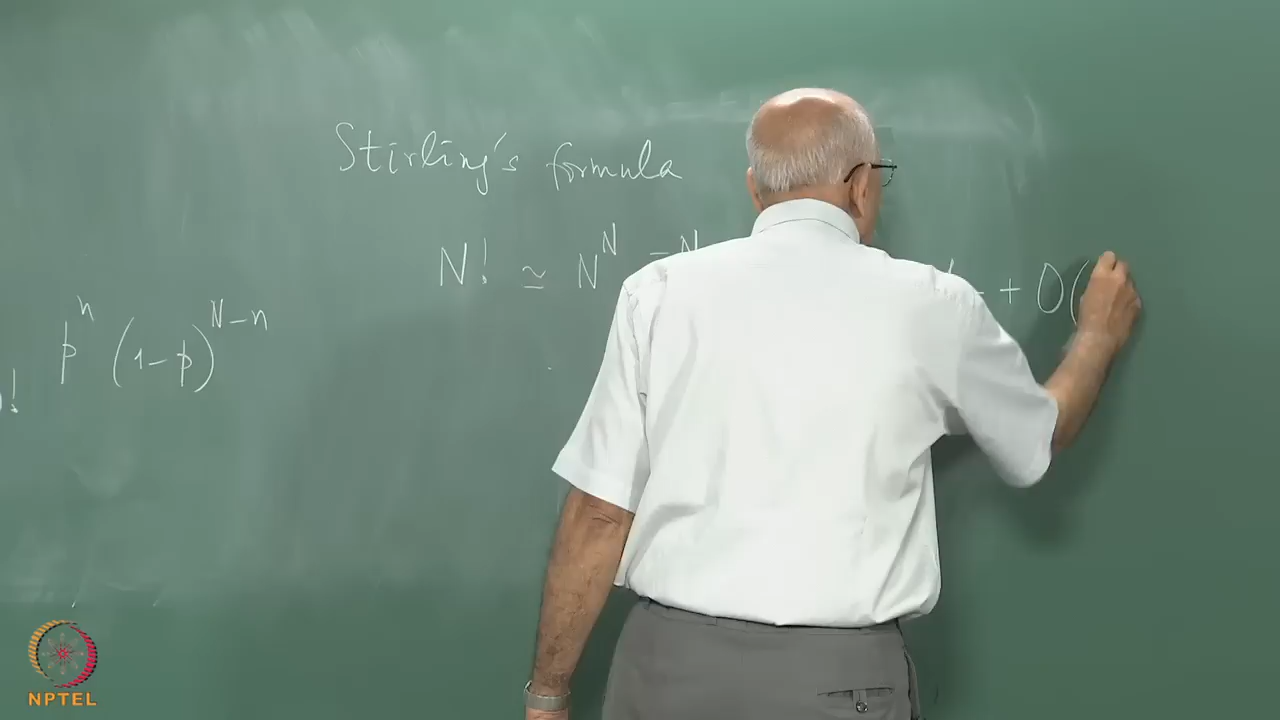 Stirling's formula
N! ≃ N^N -N + O(
p^n (1-p)^{N-n}
!
NPTEL